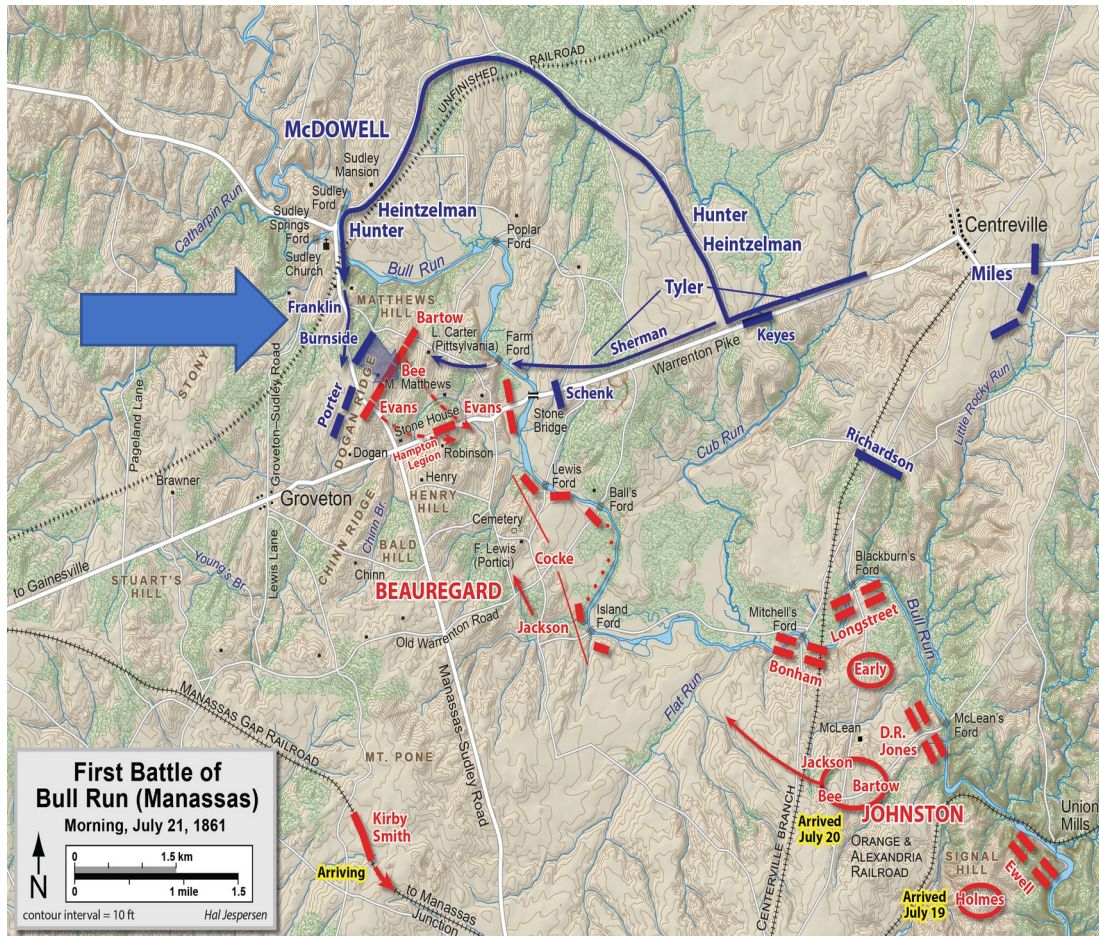 UNFINISHED
RAILROAD
McDOWELL
Sudley
Mansion
Sudley
Ford
Catharpin Run
Sudley
Springs
Ford
Heintzelman
Hunter
Sudley
Church
Poplar
Ford
Bull Run
Hunter
Heintzelman
Centreville
Miles
Tyler
Franklin
MATTHEWS
HILL
Bartow
Burnside
L. Carter
(Pittsylvania)
Farm
Ford
Sherman
Warrenton Pike
Keyes
STONY
Groveton–Sudley Road
Pageland Lane
Porter
DOGAN RIDGE
Bee
M. Matthews
Evans
Stone House
Evans
Schenk
Stone
Bridge
Cub Run
Little Rocky Run
Richardson
Dogan
Hampton
Legion
Robinson
Henry
HENRY
HILL
Lewis
Ford
Ball's
Ford
Brawner
Groveton
CHINN RIDGE
Chinn Br.
Cemetery
BALD
HILL
F. Lewis
(Portici)
Cocke
Blackburn's
Ford
to Gainesville
Young's Br.
Lewis Lane
STUART'S
HILL
Chinn
BEAUREGARD
Jackson
Island
Ford
Old Warrenton Road
Mitchell's
Ford
Longstreet
Bull Run
Bonham
Early
MANASSAS GAP RAILROAD
Manassas–Sudley Road
Flat Run
McLean
D.R.
Jones
McLean's
Ford
MT. PONE
Jackson
Bee
Bartow
JOHNSTON
Arrived
July 20
Union
Mills
CENTERVILLE BRANCH
ORANGE &
ALEXANDRIA
RAILROAD
SIGNAL
HILL
Ewell
Arrived
July 19
Holmes
Kirby
Smith
Arriving
to Manassas
Junction
First Battle of
Bull Run (Manassas)
Morning, July 21, 1861
N
0 1.5 km
0 1 mile 1.5
contour interval = 10 ft Hal Jespersen